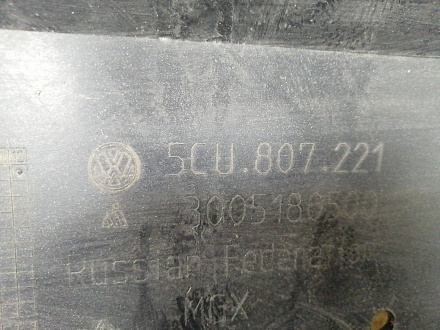 5CU.807.221
Russian Federation
MGX